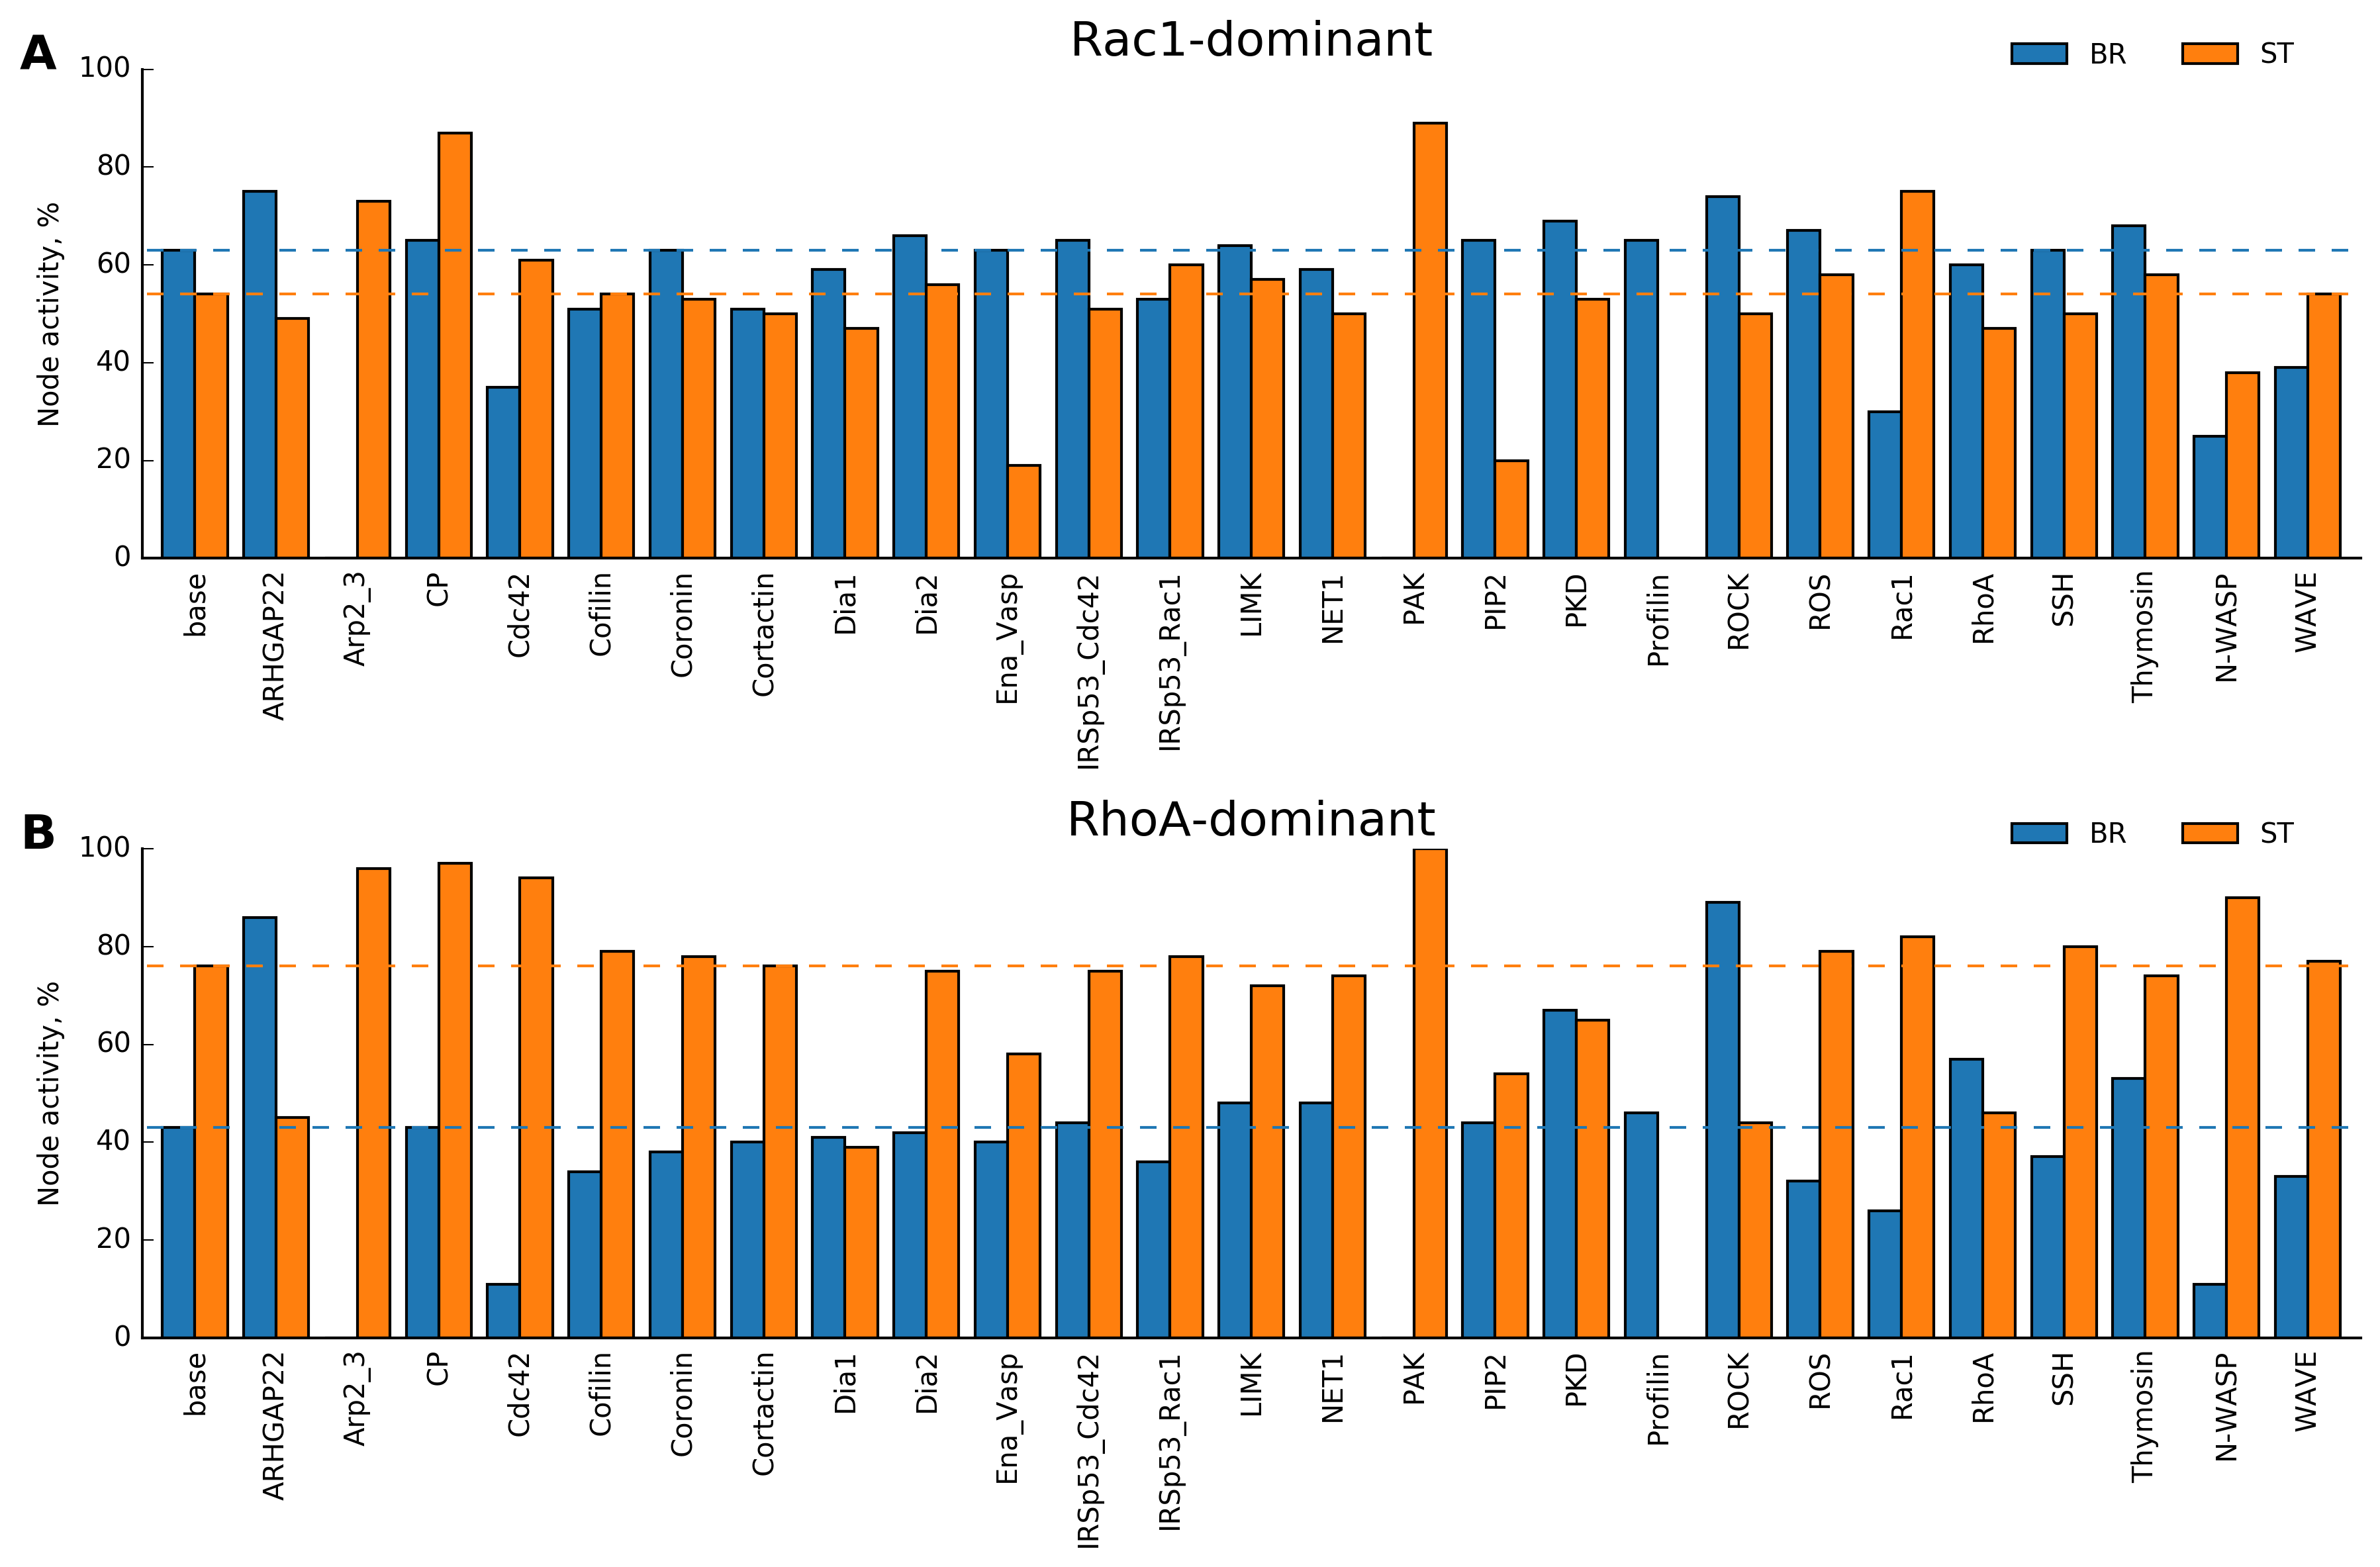 A
Rac1-dominant
BR
ST
Node activity, %
100
80
60
40
20
0
base
ARHGAP22
Arp2_3
CP
Cdc42
Cofilin
Coronin
Cortactin
Dia1
Dia2
Ena_Vasp
IRSp53_Cdc42
IRSp53_Rac1
LIMK
NET1
PAK
PIP2
PKD
Profilin
ROCK
ROS
Rac1
RhoA
SSH
Thymosin
N-WASP
WAVE
B
RhoA-dominant
BR
ST
Node activity, %
100
80
60
40
20
0
base
ARHGAP22
Arp2_3
CP
Cdc42
Cofilin
Coronin
Cortactin
Dia1
Dia2
Ena_Vasp
IRSp53_Cdc42
IRSp53_Rac1
LIMK
NET1
PAK
PIP2
PKD
Profilin
ROCK
ROS
Rac1
RhoA
SSH
Thymosin
N-WASP
WAVE